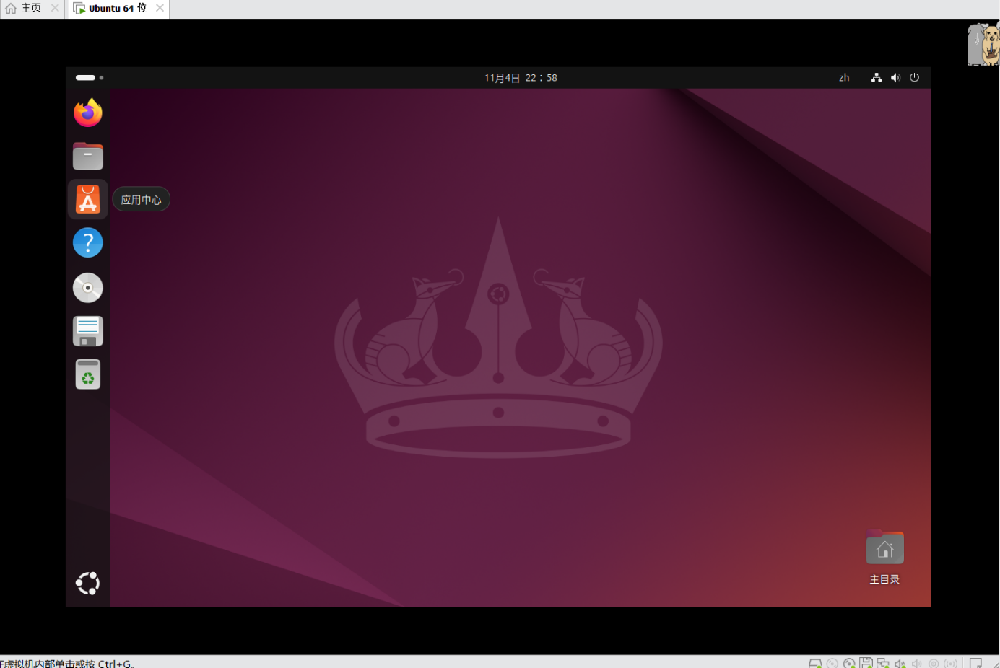 主页
Ubuntu 64 位
11月4日 22：58
zh
应用中心
主目录
虚拟机内部单击或按 Ctrl+G。